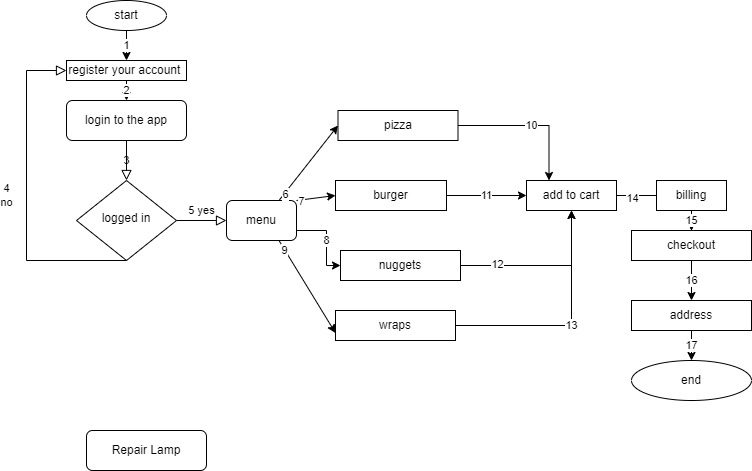 start
1
register your account
2
login to the app
3
logged in
4
no
5 yes
menu
6
7
8
9
pizza
burger
nuggets
wraps
10
11
12
13
add to cart
14
billing
15
checkout
16
address
17
end
Repair Lamp